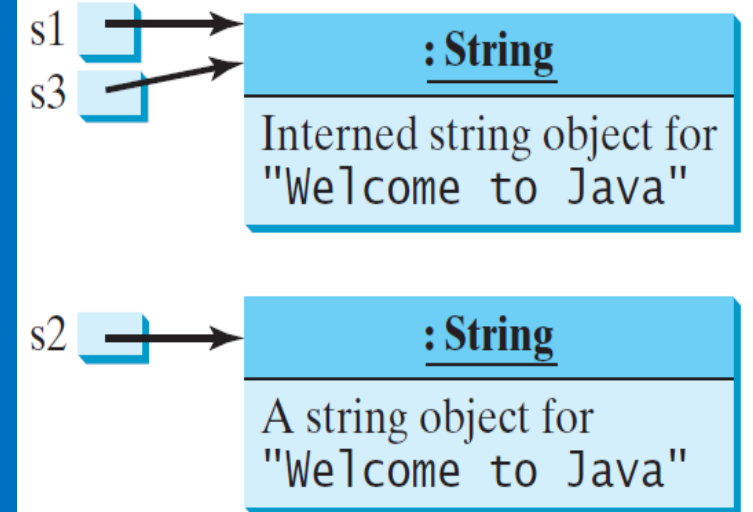 s1
s3
: String
Interned string object for
"Welcome to Java"
s2
: String
A string object for
"Welcome to Java"